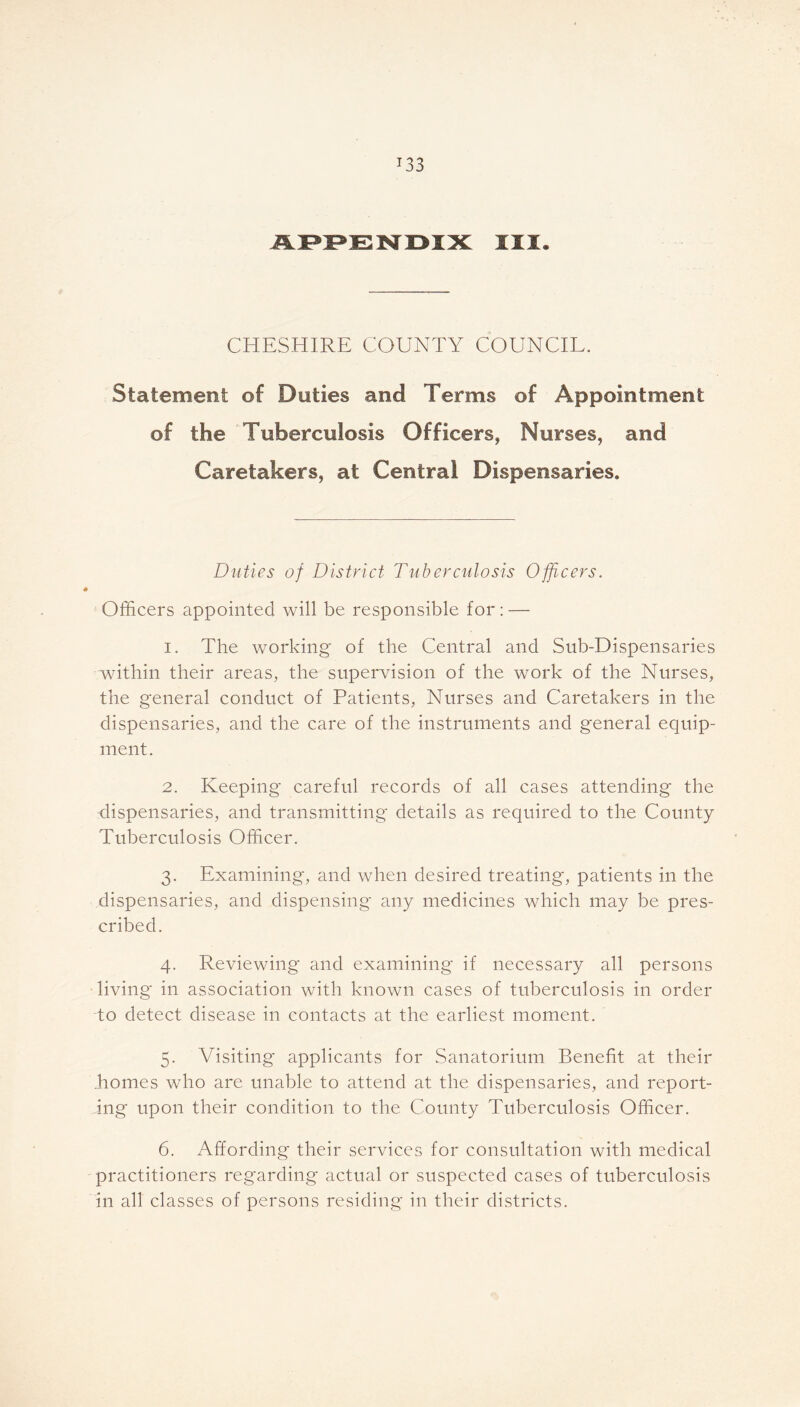 133
APPENDIX III.
CHESHIRE COUNTY COUNCIL.
Statement of Duties and Terms of Appointment
of the Tuberculosis Officers, Nurses, and
Caretakers, at Central Dispensaries.
Duties of District Tuberculosis Officers.
Officers appointed will be responsible for: —
1. The working of the Central and Sub-Dispensaries
within their areas, the supervision of the work of the Nurses,
the general conduct of Patients, Nurses and Caretakers in the
dispensaries, and the care of the instruments and general equip-
ment.
2. Keeping careful records of all cases attending the
dispensaries, and transmitting details as required to the County
Tuberculosis Officer.
3. Examining, and when desired treating, patients in the
dispensaries, and dispensing any medicines which may be pres-
cribed.
4. Reviewing and examining if necessary all persons
living in association with known cases of tuberculosis in order
to detect disease in contacts at the earliest moment.
5. Visiting applicants for Sanatorium Benefit at their
homes who are unable to attend at the dispensaries, and report-
ing upon their condition to the County Tuberculosis Officer.
6. Affording their services for consultation with medical
practitioners regarding actual or suspected cases of tuberculosis
in all classes of persons residing in their districts.